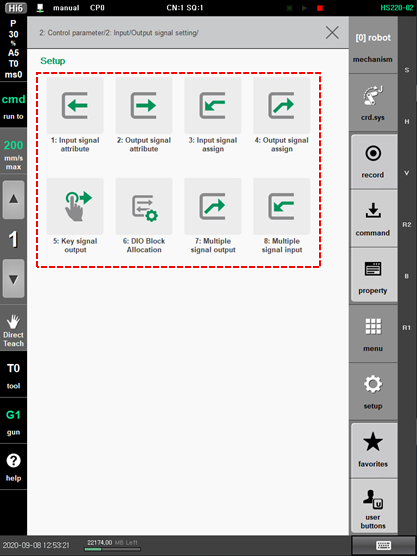 Hi6
manual
CP0
CN:1 SQ:1
HS220-02
P
30
%
A5
T0
ms0
cmd
run to
200
mm/s
max
1
Direct
Teach
T0
tool
G1
gun
help
2: Control parameter/2: Input/Output signal setting/
Setup
1: Input signal
attribute
2: Output signal
attribute
3: Input signal
assign
4: Output signal
assign
5: Key signal
output
6: DIO Block
Allocation
7: Multiple
signal output
8: Multiple
signal input
[0] robot
mechanism
crd.sys
record
command
property
menu
setup
favorites
user
buttons
S
H
V
R2
B
R1
2020-09-08 12:53:21
22174.00 MB Left